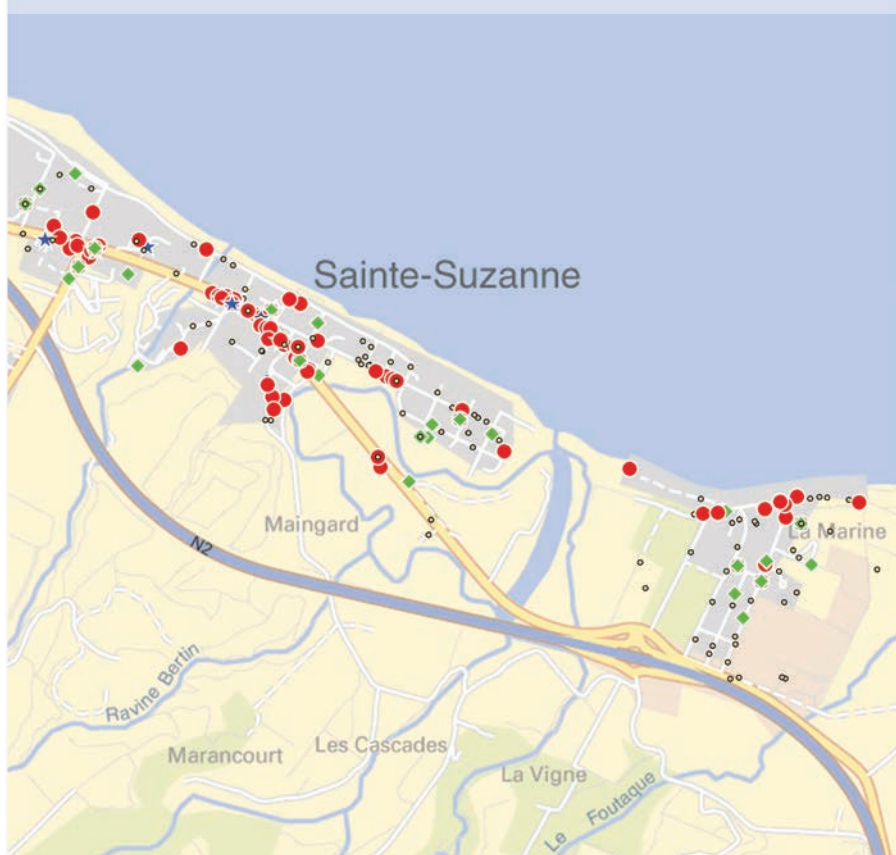 Sainte-Suzanne
Maingard
La Marine
N2
Ravine Bertin
Marancourt
Les Cascades
La Vigne
Le Foutaque